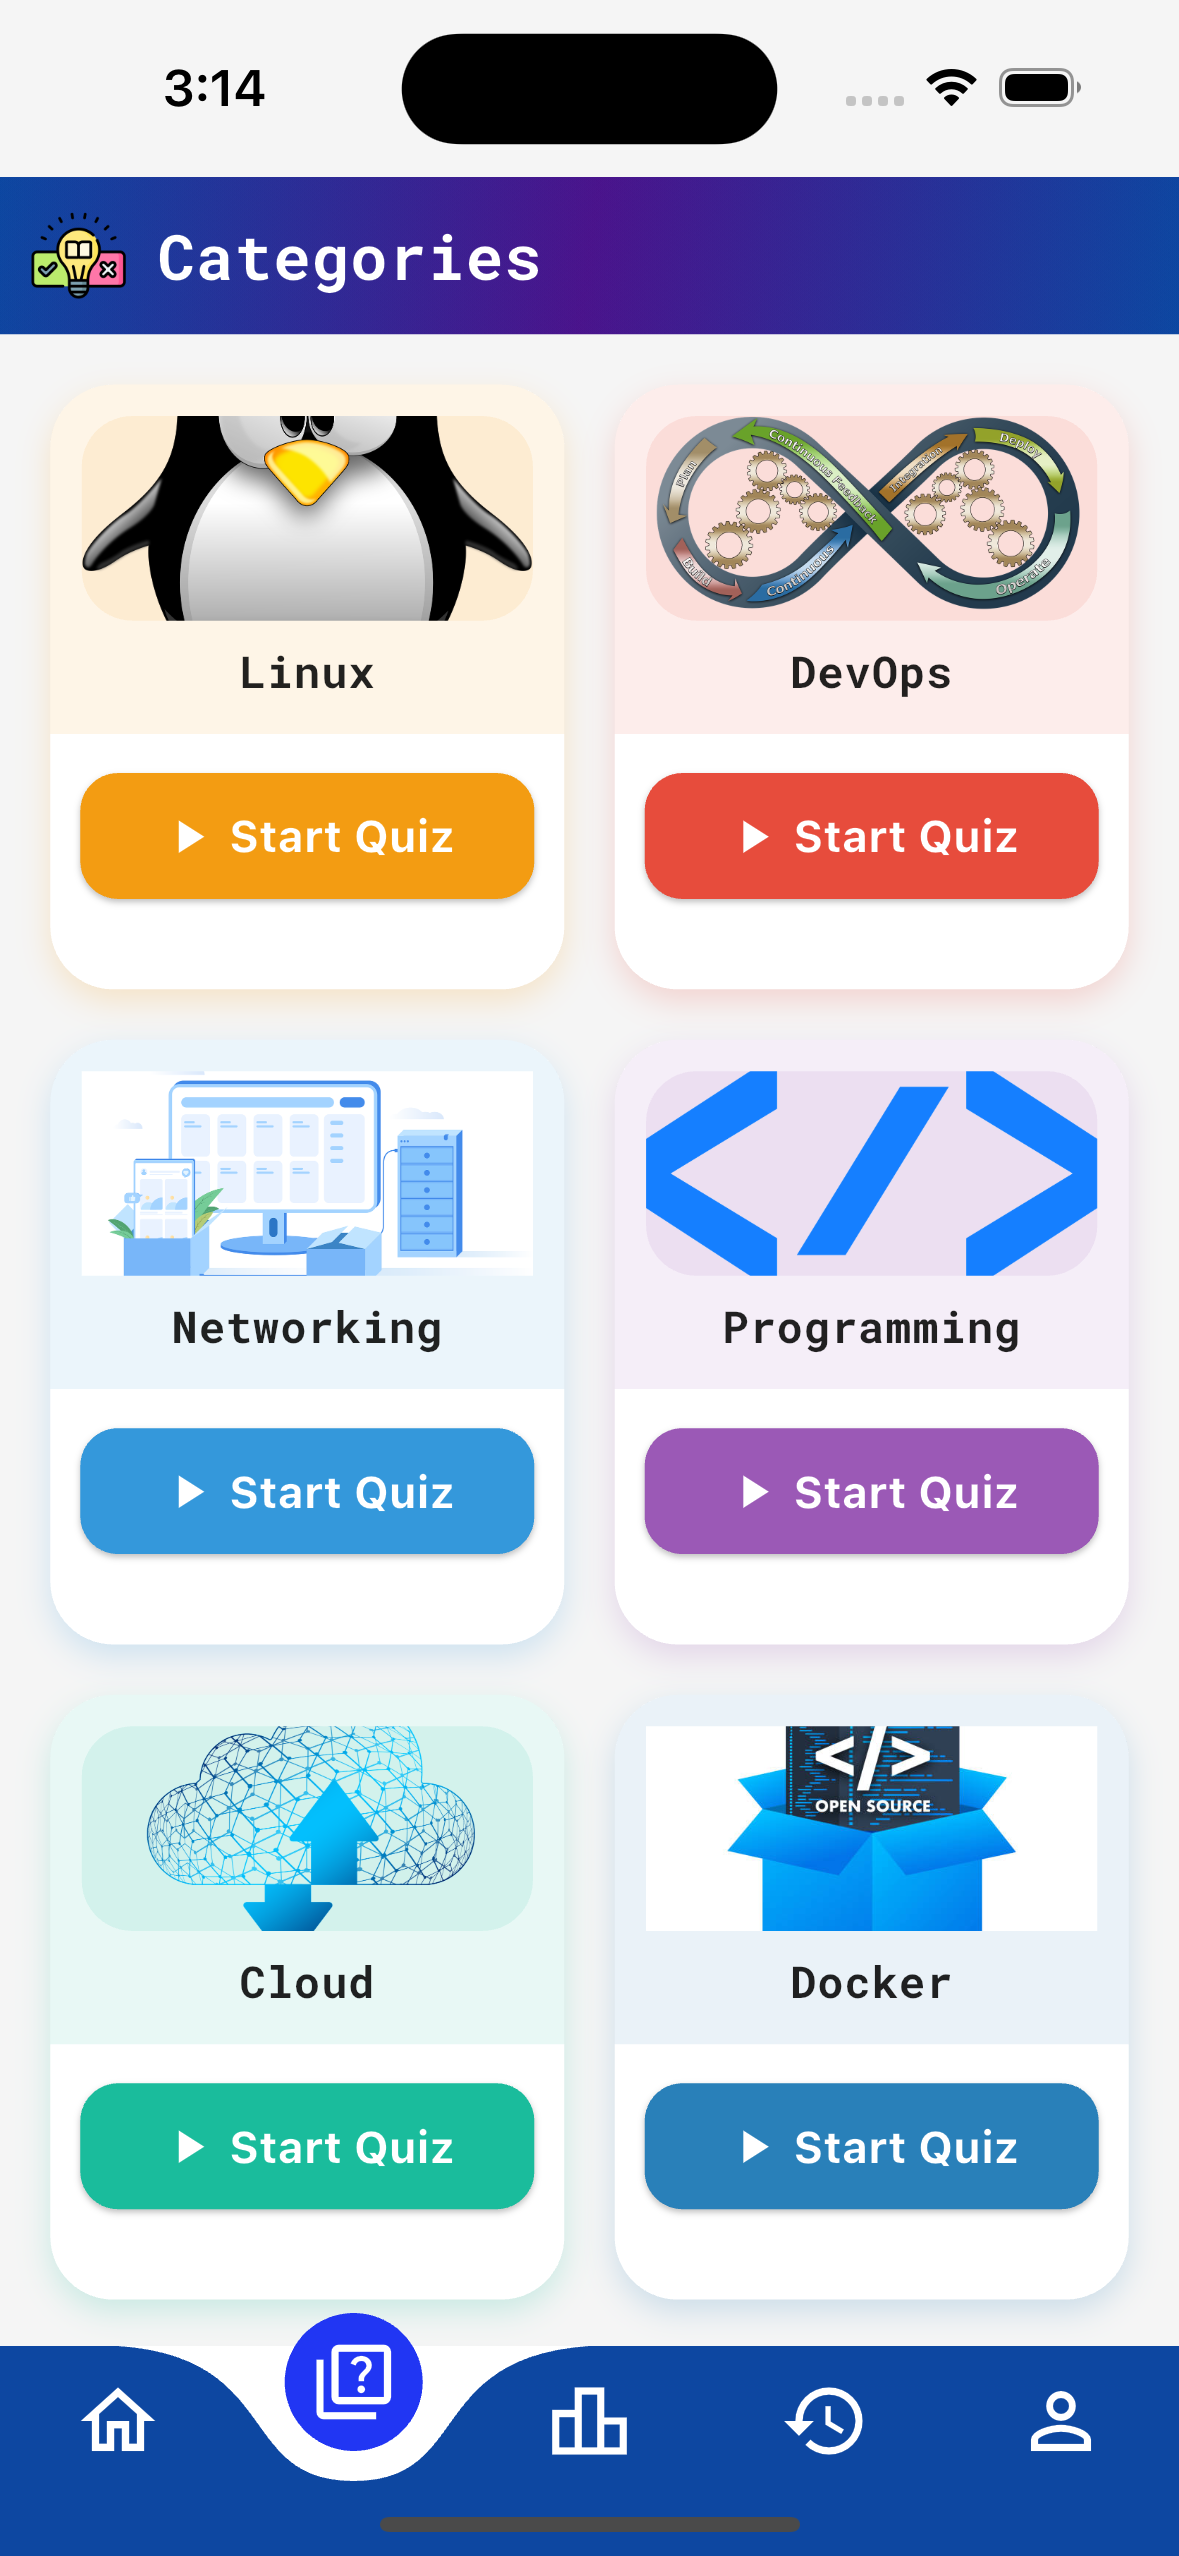 3:14
Categories
Plan
Continuous Feedback
Integration
Deploy
Build
Continuous
Operate
Linux
DevOps
Start Quiz
Start Quiz
Networking
Programming
Start Quiz
Start Quiz
</>
</>
OPEN SOURCE
Cloud
Docker
Start Quiz
Start Quiz
?